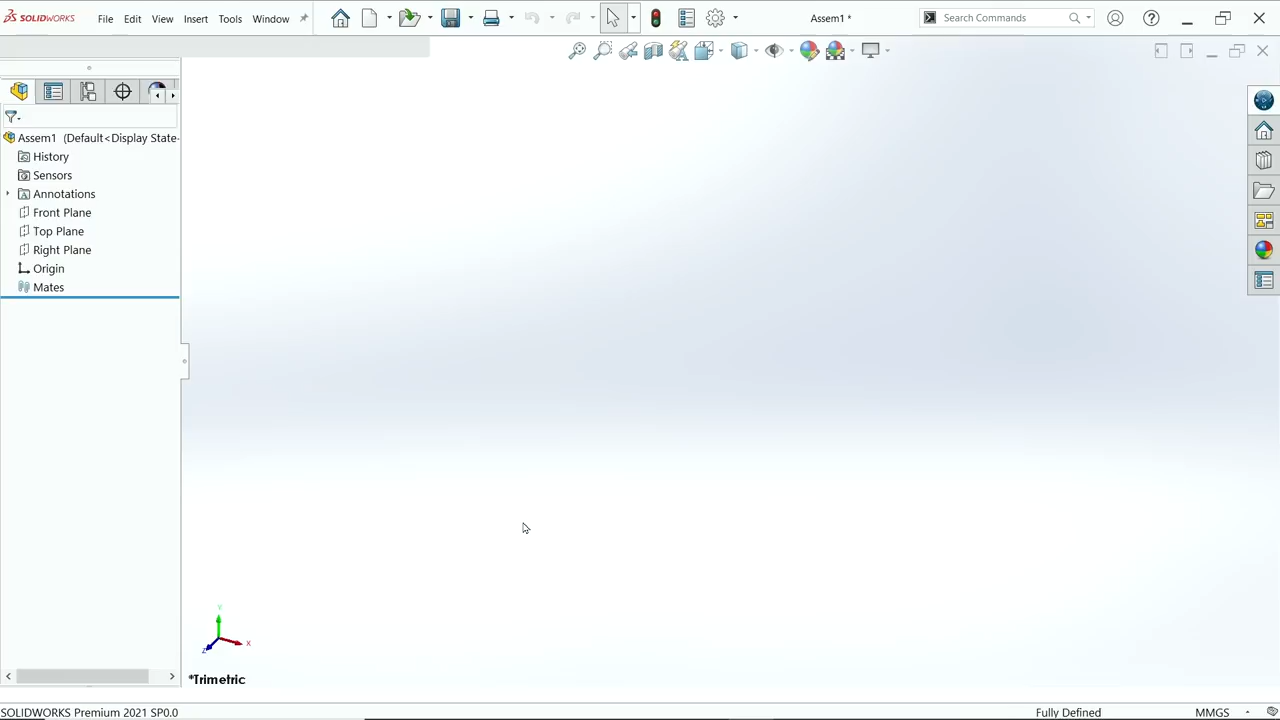 SOLIDWORKS File Edit View Insert Tools Window Assem1 * Search Commands
Assem1 (Default<Display State-
History
Sensors
Annotations
Front Plane
Top Plane
Right Plane
Origin
Mates
Y
X
Z
*Trimetric
SOLIDWORKS Premium 2021 SP0.0 Fully Defined MMGS